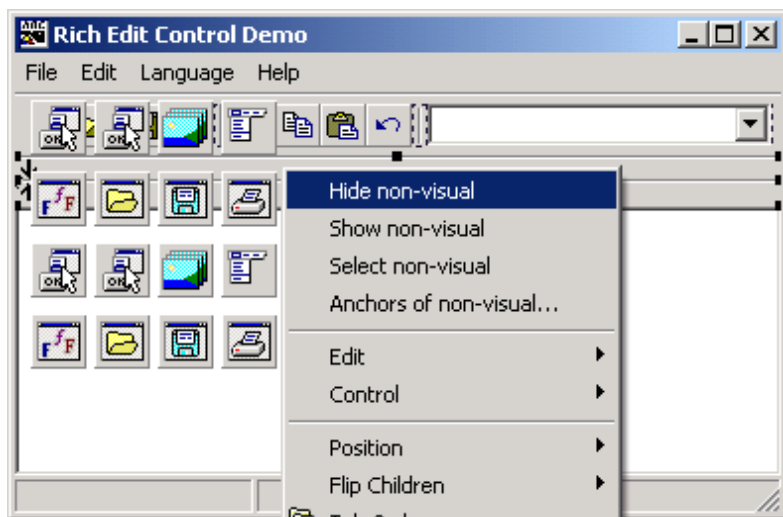 Rich Edit Control Demo
File Edit Language Help
Hide non-visual
Show non-visual
Select non-visual
Anchors of non-visual...
Edit
Control
Position
Flip Children